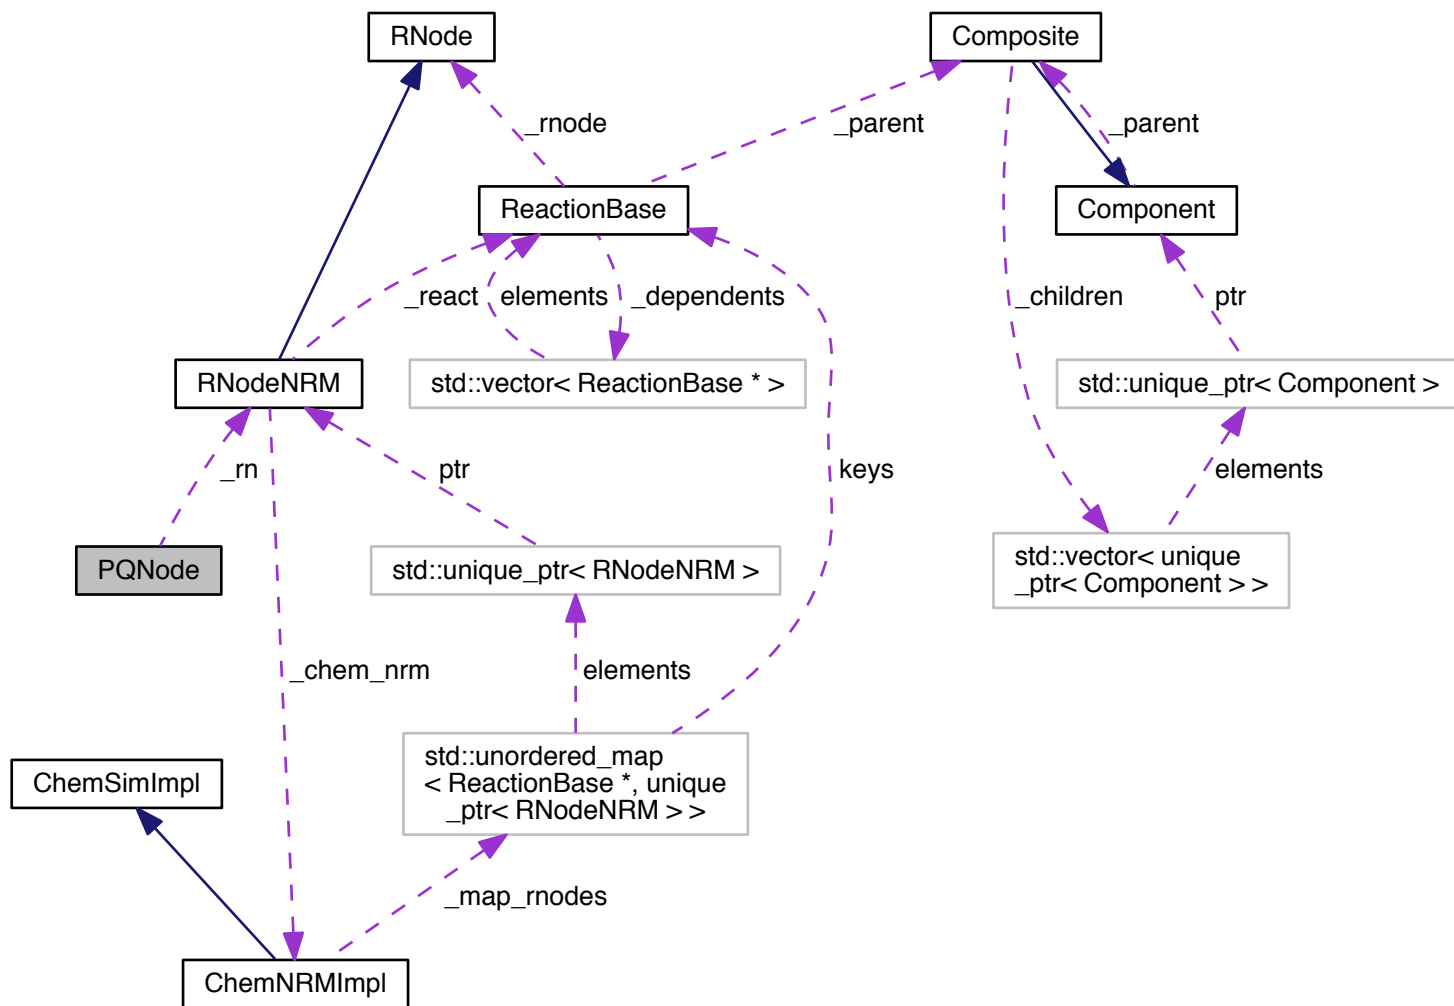 RNode
Composite
_rnode
_parent
_parent
ReactionBase
Component
_react
elements
_dependents
_children
ptr
RNodeNRM
std::vector< ReactionBase * >
std::unique_ptr< Component >
_rn
ptr
keys
elements
PQNode
std::unique_ptr< RNodeNRM >
std::vector< unique
_ptr< Component > >
_chem_nrm
elements
ChemSimImpl
std::unordered_map
< ReactionBase *, unique
_ptr< RNodeNRM > >
_map_rnodes
ChemNRMImpl